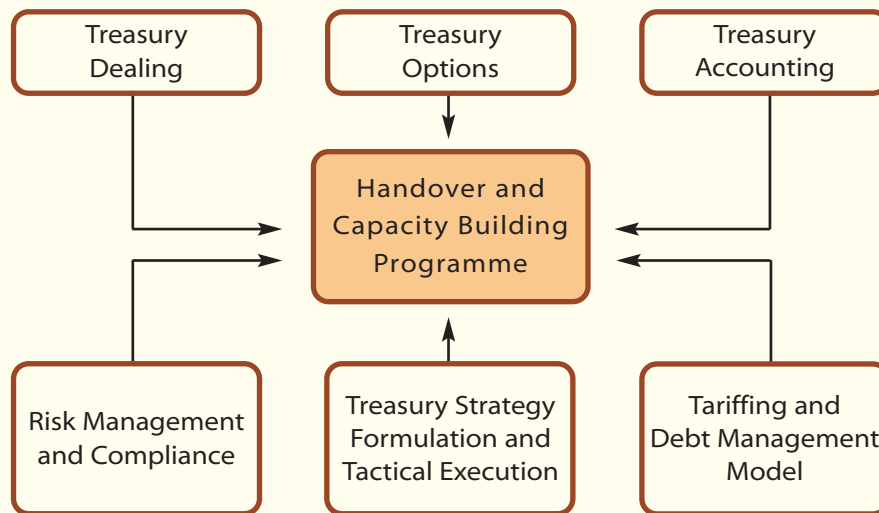 Treasury
Dealing
Treasury
Options
Treasury
Accounting
Handover and
Capacity Building
Programme
Risk Management
and Compliance
Treasury Strategy
Formulation and
Tactical Execution
Tariffing and
Debt Management
Model